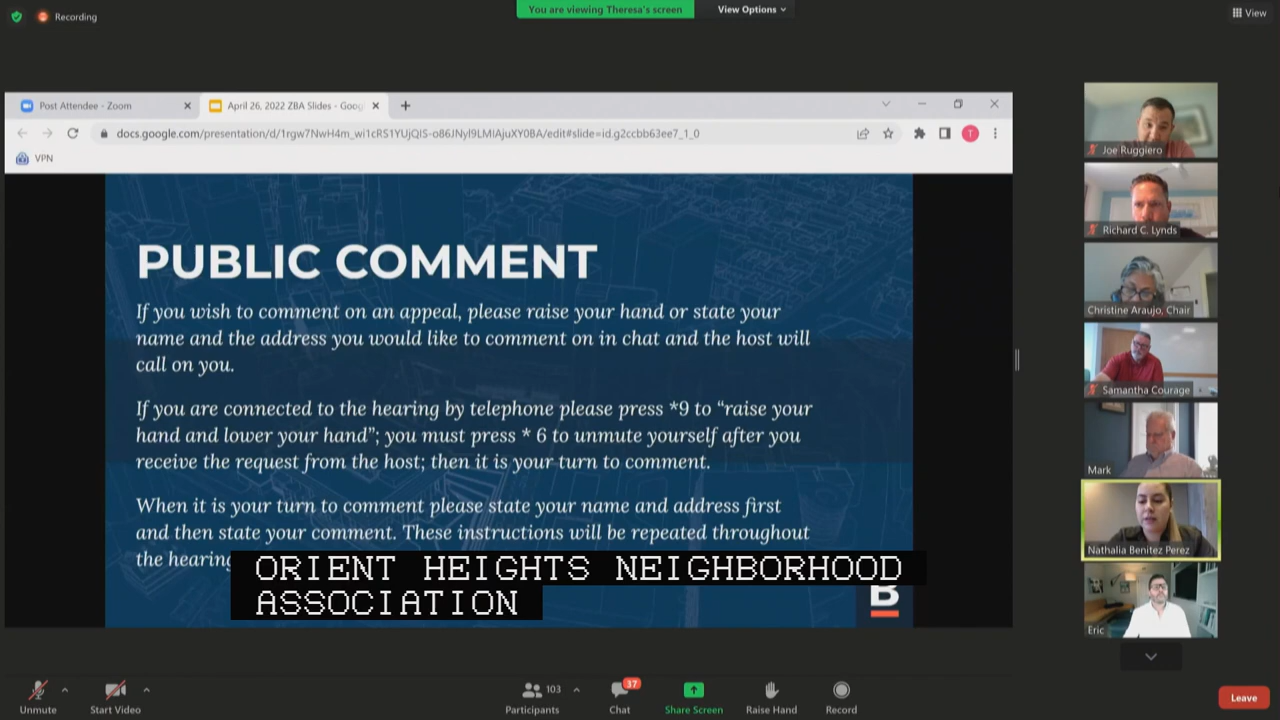 Recording
You are viewing Theresa's screen
View Options
View
Post Attendee - Zoom
April 26, 2022 ZBA Slides - Goog
docs.google.com/presentation/d/1rgw7NwH4m_wi1cRS1YUjQIS-o86JNyI9LMIAjuXY0BA/edit#slide=id.g2ccbb63ee7_1_0
T
VPN
PUBLIC COMMENT
If you wish to comment on an appeal, please raise your hand or state your
name and the address you would like to comment on in chat and the host will
call on you.
If you are connected to the hearing by telephone please press *9 to “raise your
hand and lower your hand”; you must press * 6 to unmute yourself after you
receive the request from the host; then it is your turn to comment.
When it is your turn to comment please state your name and address first
and then state your comment. These instructions will be repeated throughout
the hearing
ORIENT HEIGHTS NEIGHBORHOOD
ASSOCIATION
B
Joe Ruggiero
Richard C. Lynds
Christine Araujo, Chair
Samantha Courage
Mark
Nathalia Benitez Perez
Eric
Unmute
Start Video
Participants
103
Chat
37
Share Screen
Raise Hand
Record
Leave